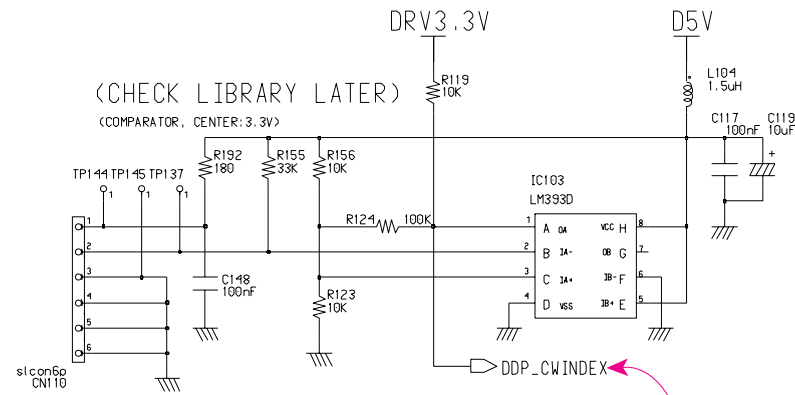 DRV3.3V
D5V
L104
1.5uH
R119
10K
(CHECK LIBRARY LATER)
(COMPARATOR, CENTER:3.3V)
C117
100nF
C119
10uF
+
R192
180
R155
33K
R156
10K
TP144 TP145 TP137
1 1 1
IC103
LM393D
R124 100K
1 A OA VCC H 8
2 B IA- OB G 7
3 C IA+ IB- F 6
4 D VSS IB+ E 5
1
2
3
4
5
6
C148
100nF
R123
10K
slcon6p
CN110
DDP_CWINDEX